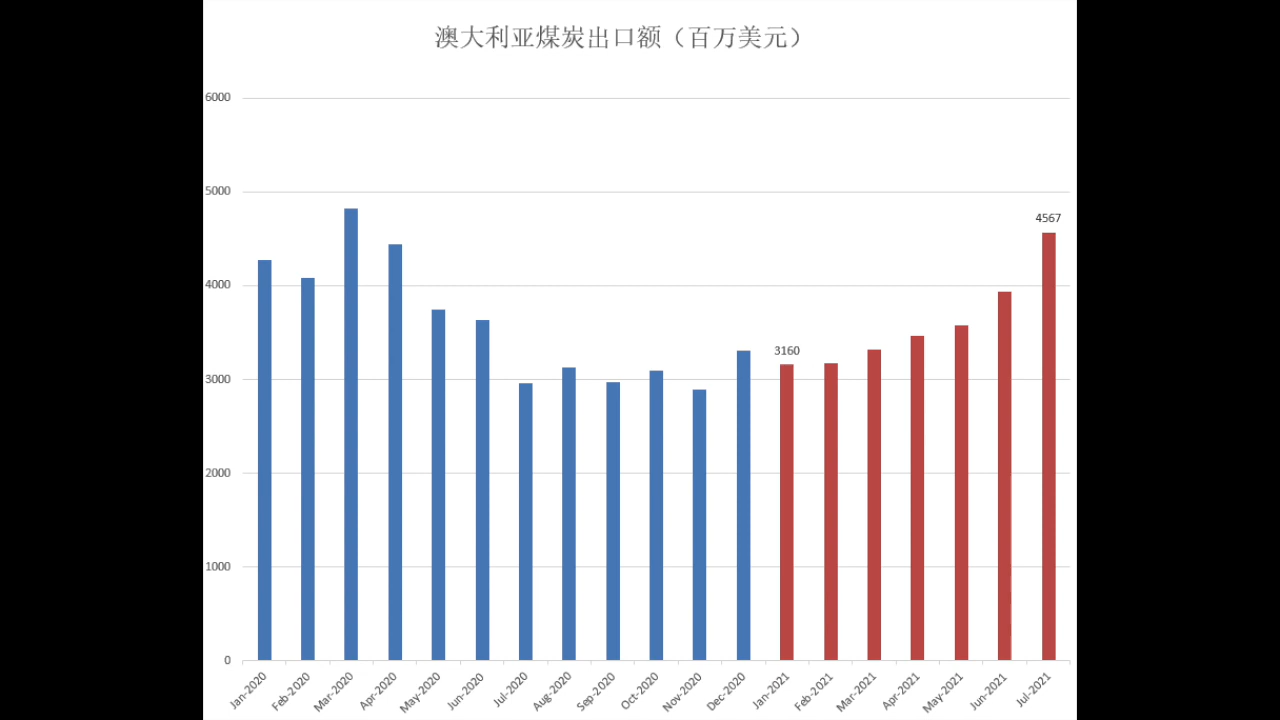 澳大利亚煤炭出口额（百万美元）
6000
5000
4567
4000
3160
3000
2000
1000
0
Jan-2020
Feb-2020
Mar-2020
Apr-2020
May-2020
Jun-2020
Jul-2020
Aug-2020
Sep-2020
Oct-2020
Nov-2020
Dec-2020
Jan-2021
Feb-2021
Mar-2021
Apr-2021
May-2021
Jun-2021
Jul-2021